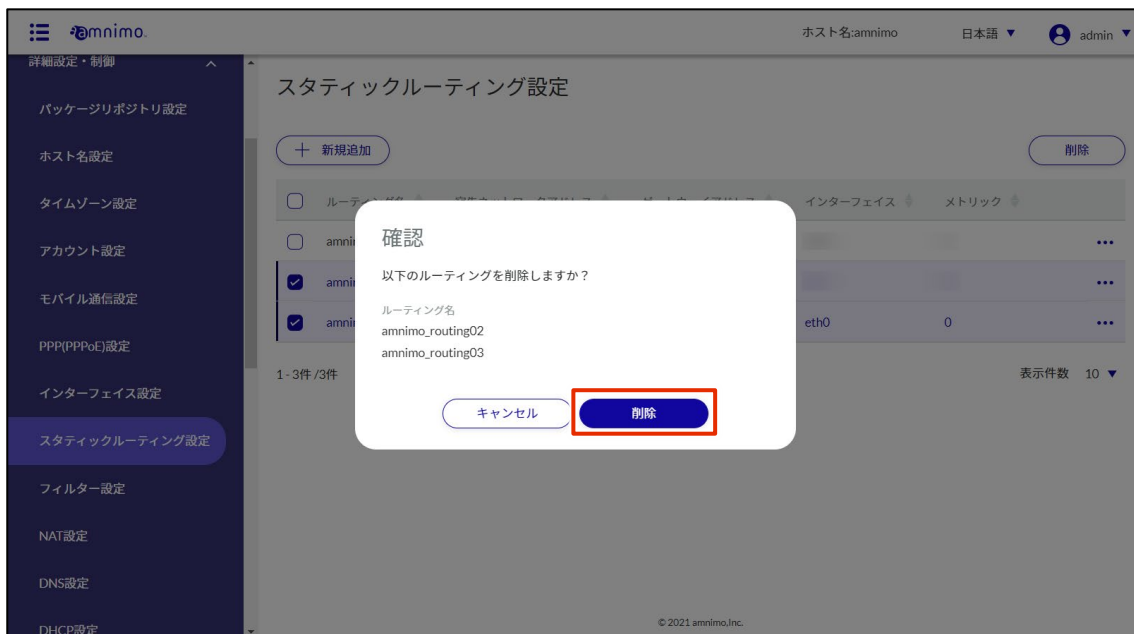 amnimo.
ホスト名:amnimo
日本語 ▼
admin ▼
詳細設定・制御
パッケージリポジトリ設定
ホスト名設定
タイムゾーン設定
アカウント設定
モバイル通信設定
PPP(PPPoE)設定
インターフェイス設定
スタティックルーティング設定
フィルター設定
NAT設定
DNS設定
DHCP設定
スタティックルーティング設定
+ 新規追加
削除
インターフェイス
メトリック
eth0
0
1 - 3件 /3件
表示件数 10 ▼
確認
以下のルーティングを削除しますか？
ルーティング名
amnimo_routing02
amnimo_routing03
キャンセル
削除
© 2021 amnimo,Inc.